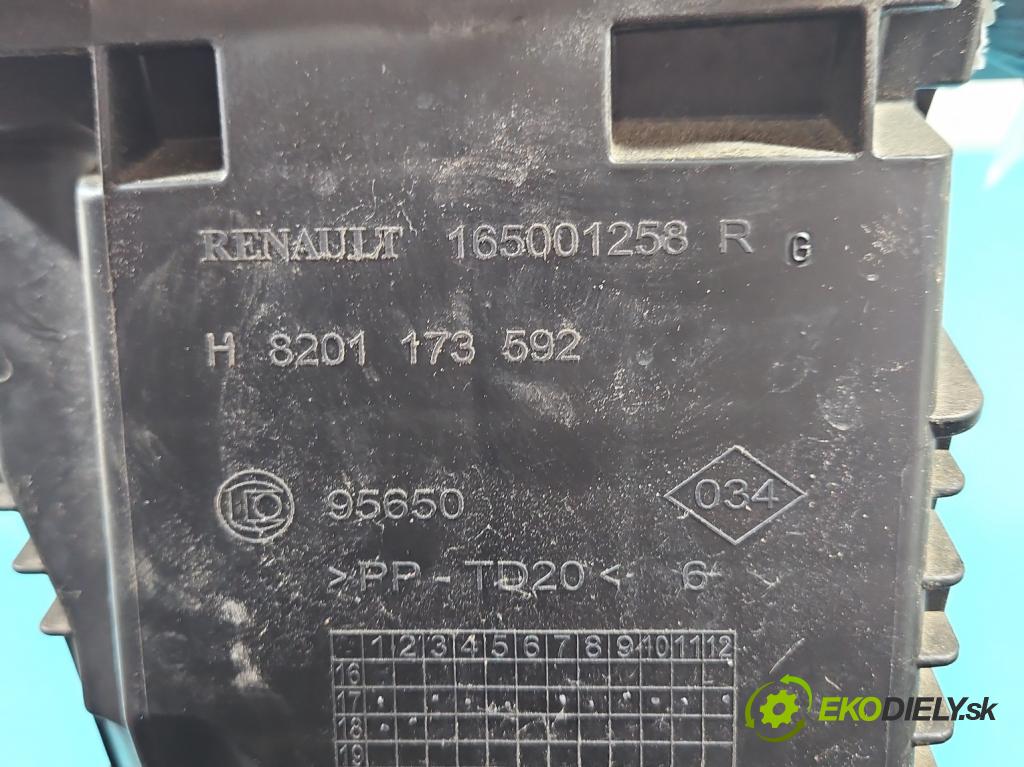 RENAULT 165001258 R G
H 8201 173 592
95650 034
>PP-TD20< 6
1 2 3 4 5 6 7 8 9 10 11 12
16
17
18
19
EKODIELY.sk